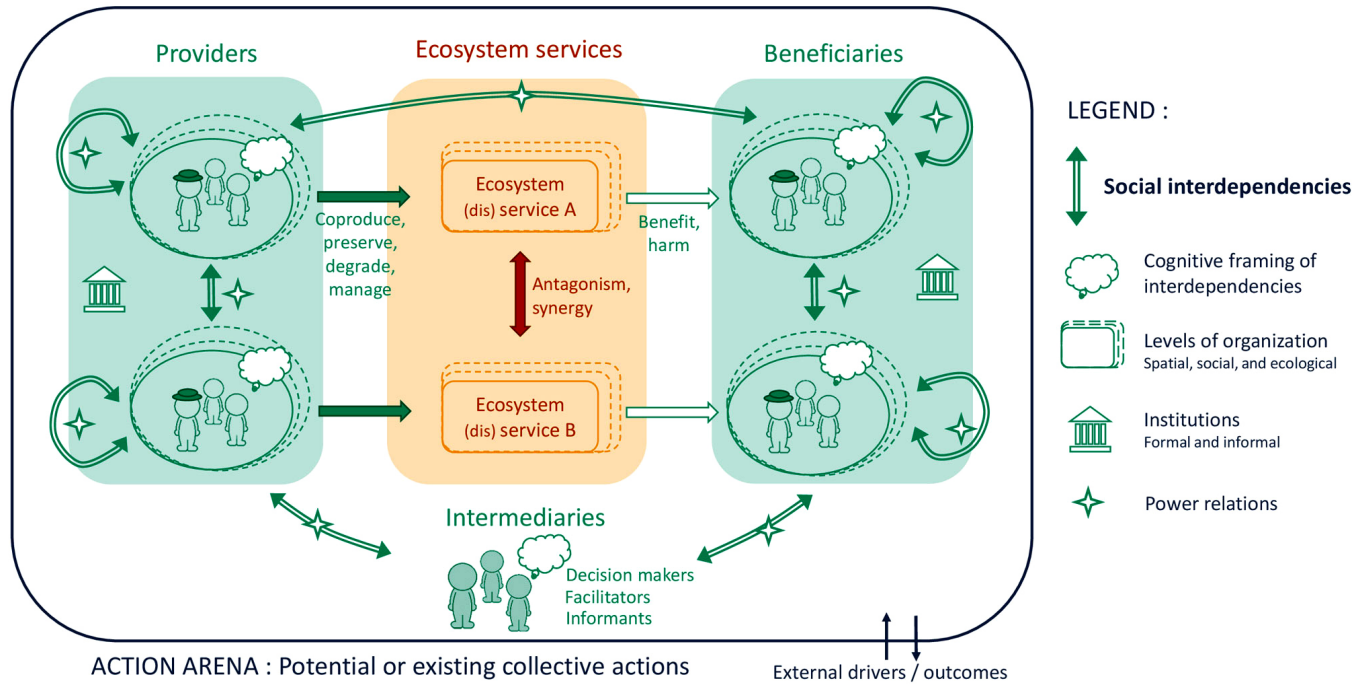 Providers
Ecosystem services
Beneficiaries
Ecosystem
(dis) service A
Coproduce,
preserve,
degrade,
manage
Benefit,
harm
Antagonism,
synergy
Ecosystem
(dis) service B
Intermediaries
Decision makers
Facilitators
Informants
ACTION ARENA : Potential or existing collective actions
External drivers / outcomes
LEGEND :
Social interdependencies
Cognitive framing of
interdependencies
Levels of organization
Spatial, social, and ecological
Institutions
Formal and informal
Power relations